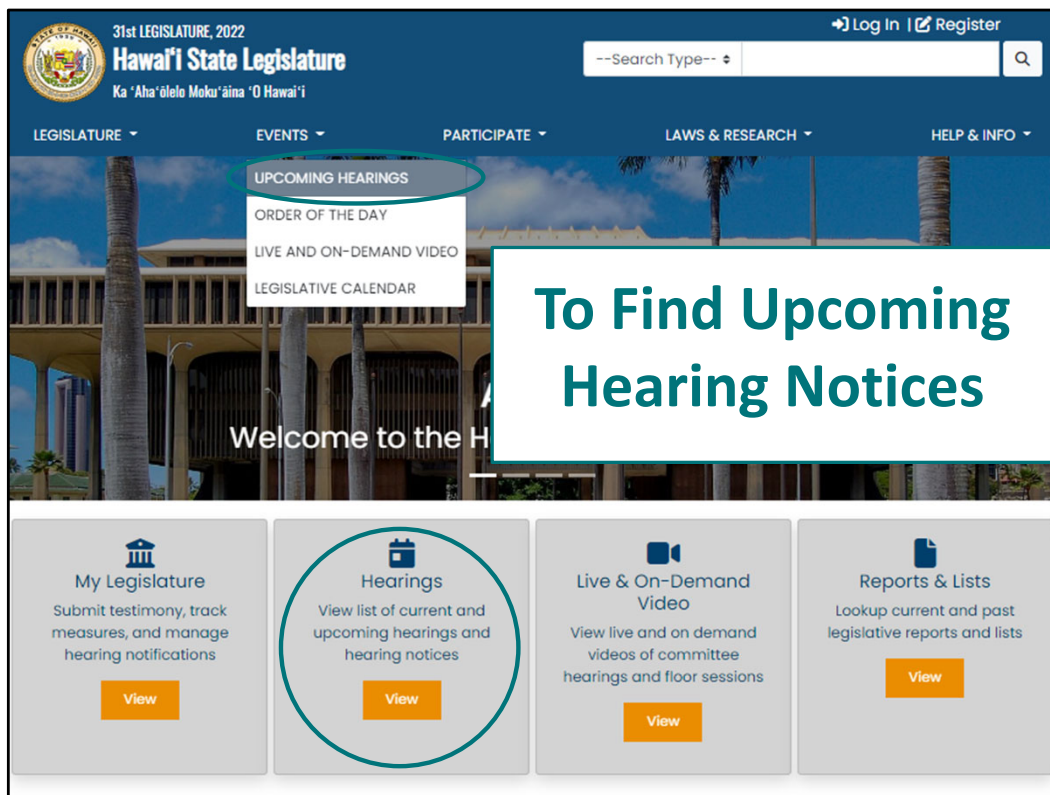 31st LEGISLATURE, 2022
Hawai‘i State Legislature
Ka ‘Aha‘ōlelo Moku‘āina ‘O Hawai‘i
Log In | Register
--Search Type--
LEGISLATURE
EVENTS
PARTICIPATE
LAWS & RESEARCH
HELP & INFO
UPCOMING HEARINGS
ORDER OF THE DAY
LIVE AND ON-DEMAND VIDEO
LEGISLATIVE CALENDAR
To Find Upcoming
Hearing Notices
Welcome to the H
My Legislature
Submit testimony, track
measures, and manage
hearing notifications
View
Hearings
View list of current and
upcoming hearings and
hearing notices
View
Live & On-Demand
Video
View live and on demand
videos of committee
hearings and floor sessions
View
Reports & Lists
Lookup current and past
legislative reports and lists
View